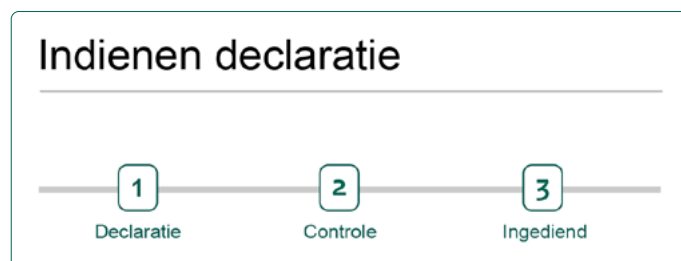 Indienen declaratie
1 2 3
Declaratie Controle Ingediend